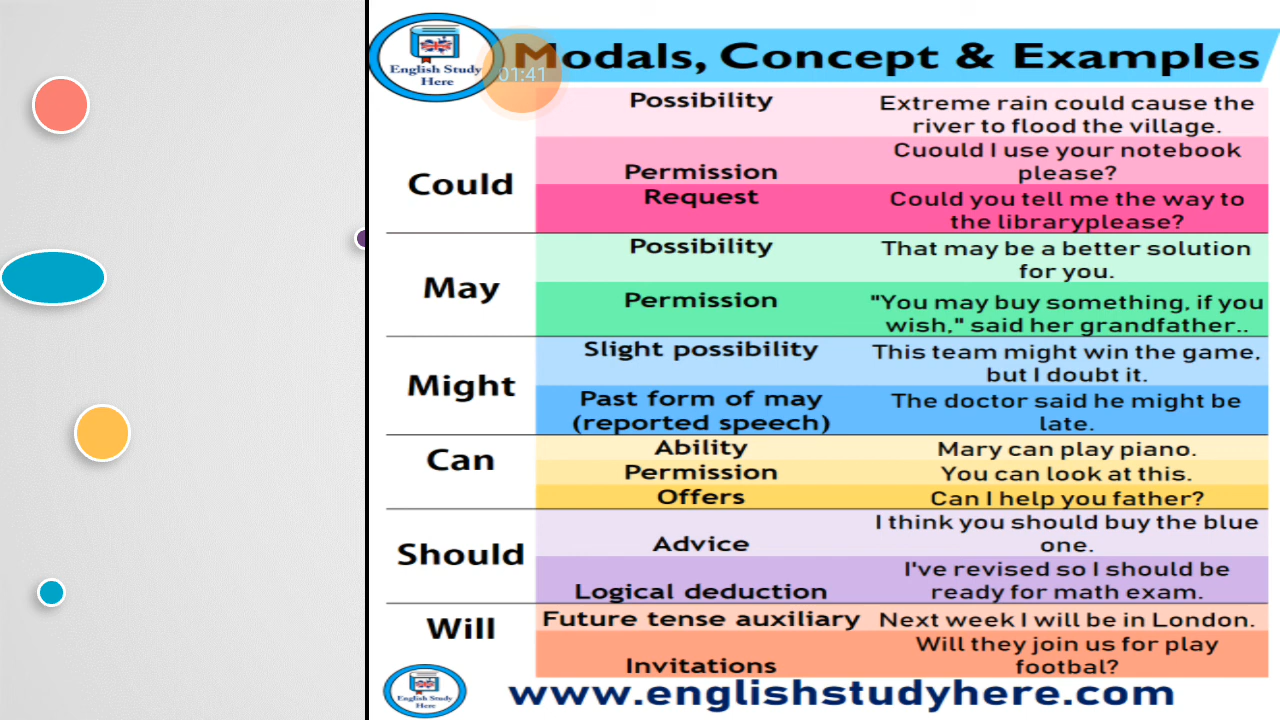 English Study
Here
01:41
Modals, Concept & Examples
Could
Possibility
Extreme rain could cause the
river to flood the village.
Permission
Cuould I use your notebook
please?
Request
Could you tell me the way to
the libraryplease?
May
Possibility
That may be a better solution
for you.
Permission
"You may buy something, if you
wish," said her grandfather..
Might
Slight possibility
This team might win the game,
but I doubt it.
Past form of may
(reported speech)
The doctor said he might be
late.
Can
Ability
Mary can play piano.
Permission
You can look at this.
Offers
Can I help you father?
Should
Advice
I think you should buy the blue
one.
Logical deduction
I've revised so I should be
ready for math exam.
Will
Future tense auxiliary
Next week I will be in London.
Invitations
Will they join us for play
footbal?
English Study
Here
www.englishstudyhere.com